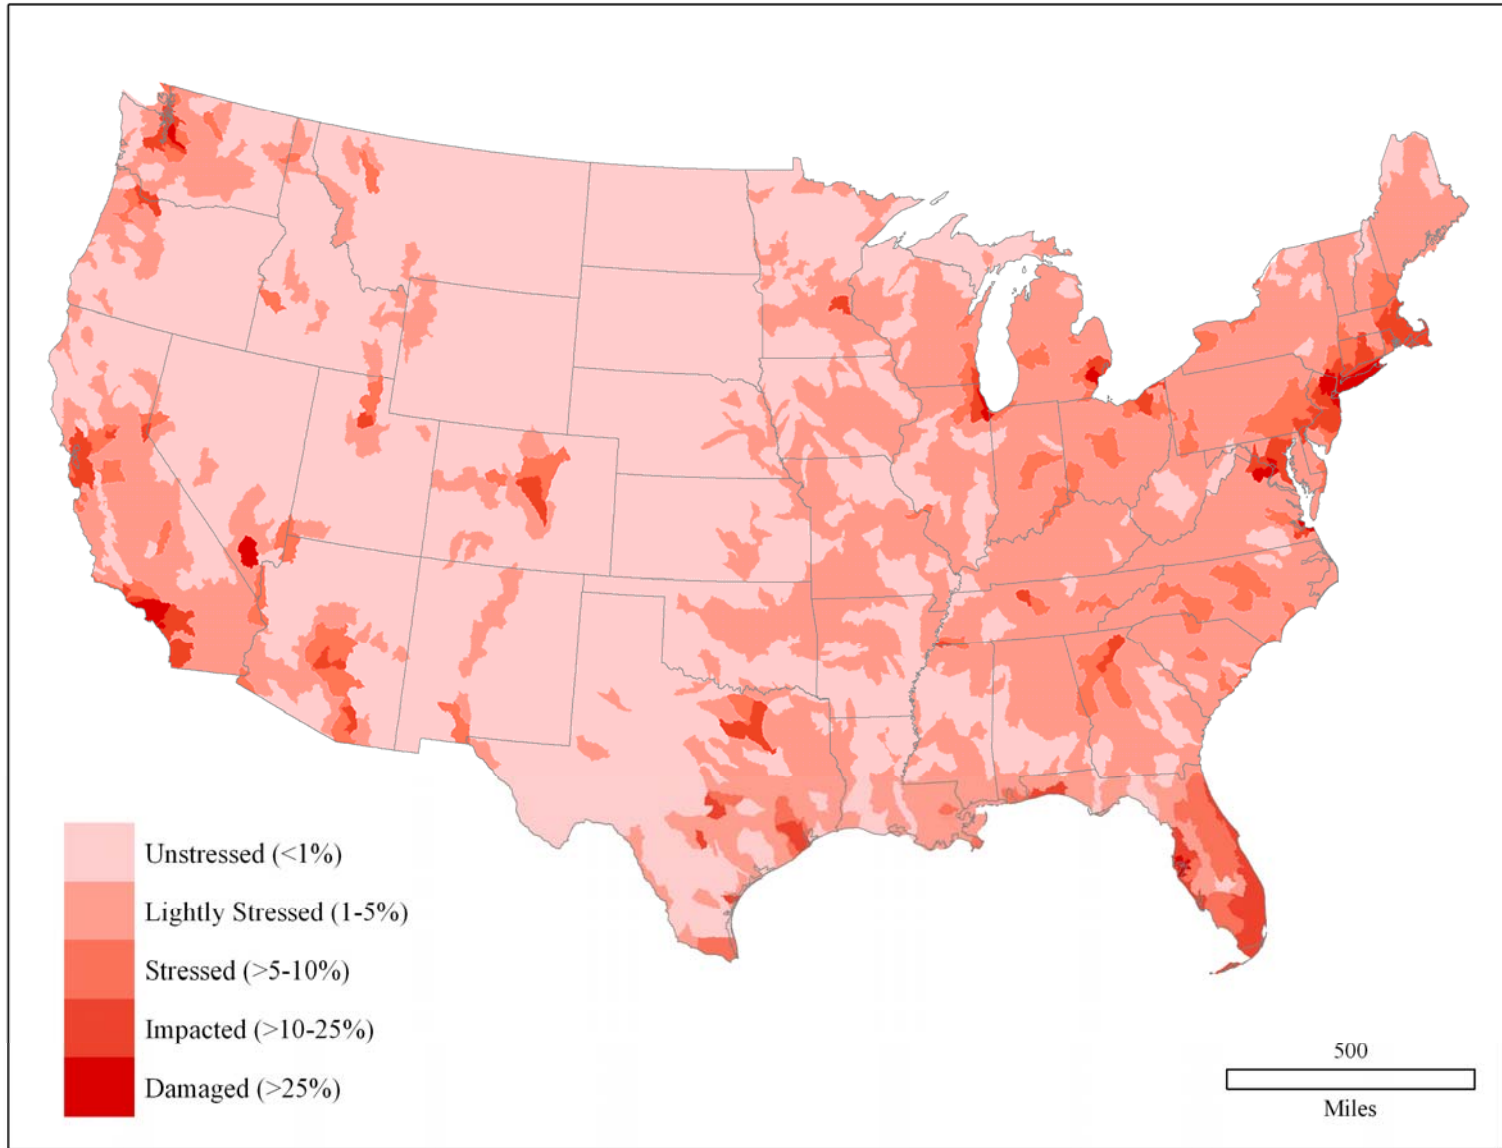 Unstressed (<1%)
Lightly Stressed (1-5%)
Stressed (>5-10%)
Impacted (>10-25%)
Damaged (>25%)
500
Miles